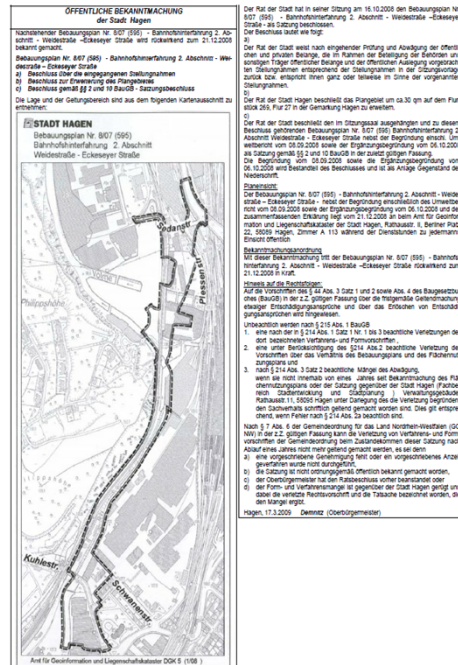 ÖFFENTLICHE BEKANNTMACHUNG
der Stadt Hagen
Nachstehender Bebauungsplan Nr. 8/07 (595) - Bahnhofshinterfahrung 2. Ab-
schnitt - Weidestraße –Eckeseyer Straße wird rückwirkend zum 21.12.2008
bekannt gemacht.
Bebauungsplan Nr. 8/07 (595) - Bahnhofshinterfahrung 2. Abschnitt - Wei-
destraße – Eckeseyer Straße
a) Beschluss über die eingegangenen Stellungnahmen
b) Beschluss zur Erweiterung des Plangebietes
c) Beschluss gemäß §§ 2 und 10 BauGB - Satzungsbeschluss
Die Lage und der Geltungsbereich sind aus dem folgenden Kartenausschnitt zu
entnehmen:
STADT HAGEN
Bebauungsplan Nr. 8/07 (595)
Bahnhofshinterfahrung 2. Abschnitt
Weidestraße - Eckeseyer Straße
Sedanstr.
Plessenstr.
Philippshöhe
Kuhlestr.
Schwanenstr.
Amt für Geoinformation und Liegenschaftskataster DGK 5 (1/08)
Der Rat der Stadt hat in seiner Sitzung am 16.10.2008 den Bebauungsplan Nr.
8/07 (595) - Bahnhofshinterfahrung 2. Abschnitt - Weidestraße –Eckeseyer
Straße - als Satzung beschlossen.
Der Beschluss lautet wie folgt:
a)
Der Rat der Stadt weist nach eingehender Prüfung und Abwägung der öffentli-
chen und privaten Belange, die im Rahmen der Beteiligung der Behörden und
sonstigen Träger öffentlicher Belange und der öffentlichen Auslegung vorgebrach-
ten Stellungnahmen entsprechend der Stellungnahmen in der Sitzungsvorlage
zurück bzw. entspricht ihnen ganz oder teilweise im Sinne der vorgenannten
Stellungnahmen.
b)
Der Rat der Stadt Hagen beschließt das Plangebiet um ca.30 qm auf dem Flur-
stück 269, Flur 27 in der Gemarkung Hagen zu erweitern.
c)
Der Rat der Stadt beschließt den im Sitzungssaal ausgehängten und zu diesem
Beschluss gehörenden Bebauungsplan Nr. 8/07 (595) - Bahnhofshinterfahrung 2.
Abschnitt Weidestraße - Eckeseyer Straße nebst der Begründung einschl. Um-
weltbericht vom 08.09.2008 sowie der Ergänzungsbegründung vom 06.10.2008
als Satzung gemäß §§ 2 und 10 BauGB in der zuletzt gültigen Fassung.
Die Begründung vom 08.09.2008 sowie die Ergänzungsbegründung vom
06.10.2008 wird Bestandteil des Beschlusses und ist als Anlage Gegenstand der
Niederschrift.
Planeinsicht:
Der Bebauungsplan Nr. 8/07 (595) - Bahnhofshinterfahrung 2. Abschnitt - Weide-
straße – Eckeseyer Straße - nebst der Begründung einschließlich des Umweltbe-
richt vom 08.09.2008 sowie der Ergänzungsbegründung vom 06.10.2008 und der
zusammenfassenden Erklärung liegt vom 21.12.2008 an beim Amt für Geoinfor-
mation und Liegenschaftskataster der Stadt Hagen, Rathausstr. II, Berliner Platz
22, 58089 Hagen, Zimmer A 113 während der Dienststunden zu jedermanns
Einsicht öffentlich
Bekanntmachungsanordnung
Mit dieser Bekanntmachung tritt der Bebauungsplan Nr. 8/07 (595) - Bahnhofs-
hinterfahrung 2. Abschnitt - Weidestraße –Eckeseyer Straße rückwirkend zum
21.12.2008 in Kraft.
Hinweis auf die Rechtsfolgen:
Auf die Vorschriften des § 44 Abs. 3 Satz 1 und 2 sowie Abs. 4 des Baugesetzbu-
ches (BauGB) in der z.Z. gültigen Fassung über die fristgemäße Geltendmachung
etwaiger Entschädigungsansprüche und über das Erlöschen von Entschädi-
gungsansprüchen wird hingewiesen.
Unbeachtlich werden nach § 215 Abs. 1 BauGB
1. eine nach der in § 214 Abs. 1 Satz 1 Nr. 1 bis 3 beachtliche Verletzungen der
dort bezeichneten Verfahrens- und Formvorschriften ,
2. eine unter Berücksichtigung des §214 Abs.2 beachtliche Verletzung der
Vorschriften über das Verhältnis des Bebauungsplans und des Flächennut-
zungsplans und
3. nach § 214 Abs. 3 Satz 2 beachtliche Mängel des Abwägung,
wenn sie nicht innerhalb von eines Jahres seit Bekanntmachung des Flä-
chennutzungsplans oder der Satzung gegenüber der Stadt Hagen (Fachbe-
reich Stadtentwicklung und Stadtplanung ) Verwaltungsgebäude
Rathausstr. 11, 58095 Hagen unter Darlegung des die Verletzung begründen-
den Sachverhalts schriftlich geltend gemacht worden sind. Dies gilt entspre-
chend, wenn Fehler nach § 214 Abs. 2a beachtlich sind.
Nach § 7 Abs. 6 der Gemeindeordnung für das Land Nordrhein-Westfalen (GO
NW) in der z.Z. gültigen Fassung kann die Verletzung von Verfahrens- und Form-
vorschriften der Gemeindeordnung beim Zustandekommen dieser Satzung nach
Ablauf eines Jahres nicht mehr geltend gemacht werden, es sei denn
a) eine vorgeschriebene Genehmigung fehlt oder ein vorgeschriebenes Anzei-
geverfahren wurde nicht durchgeführt,
b) die Satzung ist nicht ordnungsgemäß öffentlich bekannt gemacht worden,
c) der Oberbürgermeister hat den Ratsbeschluss vorher beanstandet oder
d) der Form- und Verfahrensmangel ist gegenüber der Stadt Hagen gerügt und
dabei die verletzte Rechtsvorschrift und die Tatsache bezeichnet worden, die
den Mangel ergibt.
Hagen, 17.3.2009 Demnitz (Oberbürgermeister)